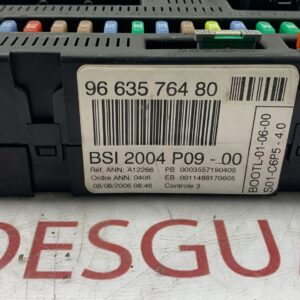 96 635 764 80
BSI 2004 P09 - 00
Réf. ANN: A12266 PB 0003557190405
Ordre ANN: 0406 EB 0011486170605
08/08/2006 08:46 Controle 3
BOOTL-01-06-00
S01-C6P5 - 4.0
DESGU